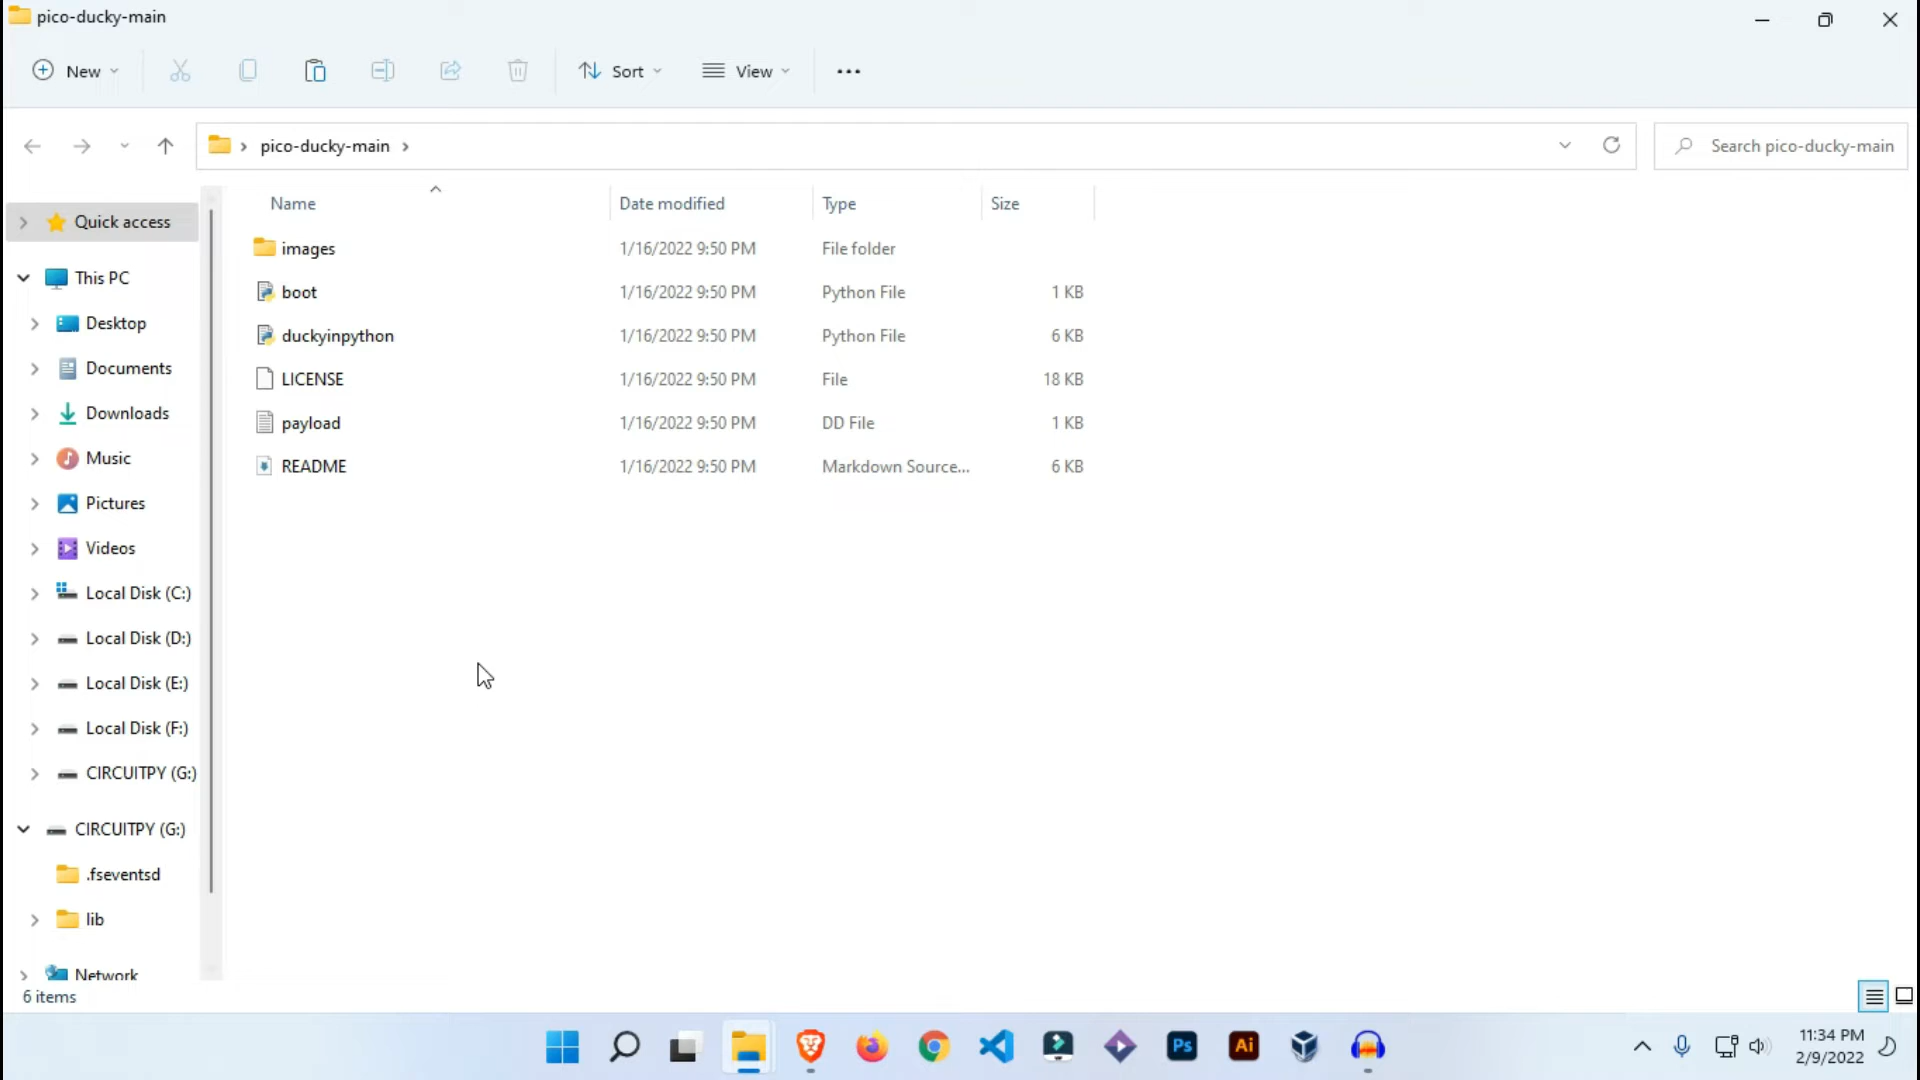 pico-ducky-main
New
Sort
View
pico-ducky-main
Search pico-ducky-main
Name Date modified Type Size
Quick access
This PC
Desktop
Documents
Downloads
Music
Pictures
Videos
Local Disk (C:)
Local Disk (D:)
Local Disk (E:)
Local Disk (F:)
CIRCUITPY (G:)
CIRCUITPY (G:)
.fseventsd
lib
Network
images 1/16/2022 9:50 PM File folder
boot 1/16/2022 9:50 PM Python File 1 KB
duckyinpython 1/16/2022 9:50 PM Python File 6 KB
LICENSE 1/16/2022 9:50 PM File 18 KB
payload 1/16/2022 9:50 PM DD File 1 KB
README 1/16/2022 9:50 PM Markdown Source... 6 KB
6 items
Ps
Ai
11:34 PM
2/9/2022